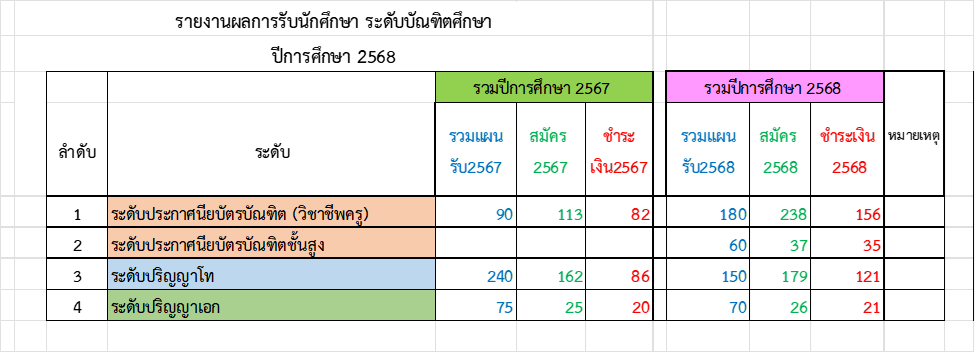 รายงานผลการรับนักศึกษา ระดับบัณฑิตศึกษา
ปีการศึกษา 2568
ลำดับ ระดับ รวมปีการศึกษา 2567 รวมปีการศึกษา 2568 หมายเหตุ
รวมแผน สมัคร ชำระ รวมแผน สมัคร ชำระเงิน
รับ2567 2567 เงิน2567 รับ2568 2568 2568
1 ระดับประกาศนียบัตรบัณฑิต (วิชาชีพครู) 90 113 82 180 238 156
2 ระดับประกาศนียบัตรบัณฑิตชั้นสูง 60 37 35
3 ระดับปริญญาโท 240 162 86 150 179 121
4 ระดับปริญญาเอก 75 25 20 70 26 21